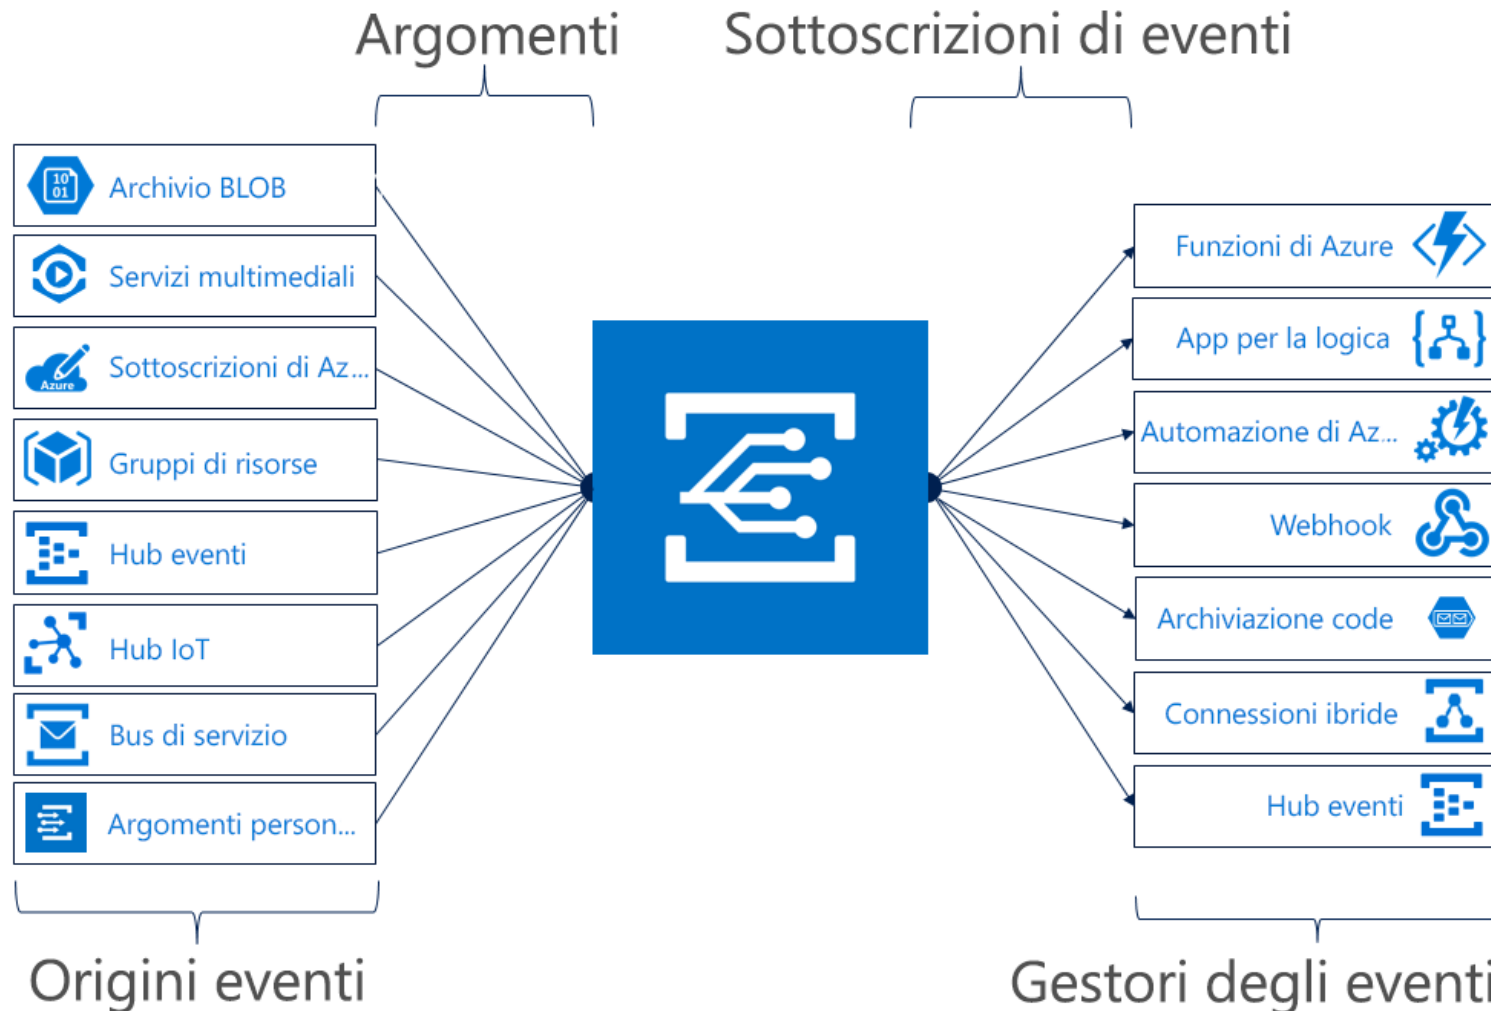 Argomenti
Sottoscrizioni di eventi
10
01
Archivio BLOB
Servizi multimediali
Azure
Sottoscrizioni di Az...
Gruppi di risorse
Hub eventi
Hub IoT
Bus di servizio
Argomenti person...
Funzioni di Azure
App per la logica
Automazione di Az...
Webhook
Archiviazione code
Connessioni ibride
Hub eventi
Origini eventi
Gestori degli eventi